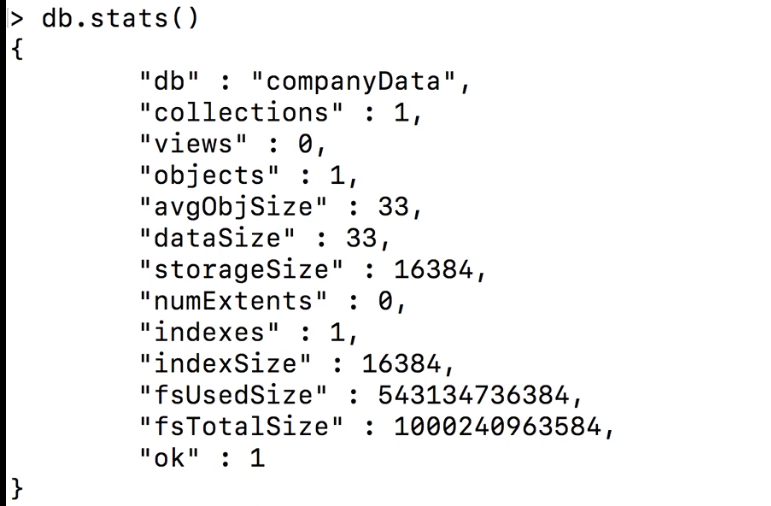 > db.stats()
{
"db" : "companyData",
"collections" : 1,
"views" : 0,
"objects" : 1,
"avgObjSize" : 33,
"dataSize" : 33,
"storageSize" : 16384,
"numExtents" : 0,
"indexes" : 1,
"indexSize" : 16384,
"fsUsedSize" : 543134736384,
"fsTotalSize" : 1000240963584,
"ok" : 1
}